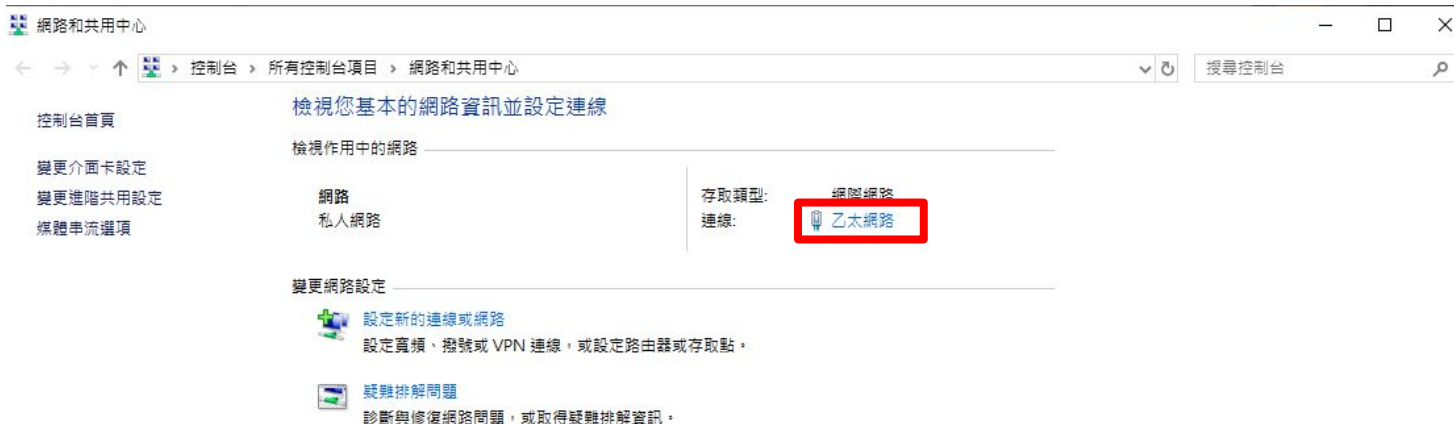 網路和共用中心
控制台 > 所有控制台項目 > 網路和共用中心
搜尋控制台
控制台首頁
變更介面卡設定
變更進階共用設定
媒體串流選項
檢視您基本的網路資訊並設定連線
檢視作用中的網路
網路
私人網路
存取類型: 網際網路
連線: 乙太網路
變更網路設定
設定新的連線或網路
設定寬頻、撥號或 VPN 連線，或設定路由器或存取點。
疑難排解問題
診斷與修復網路問題，或取得疑難排解資訊。